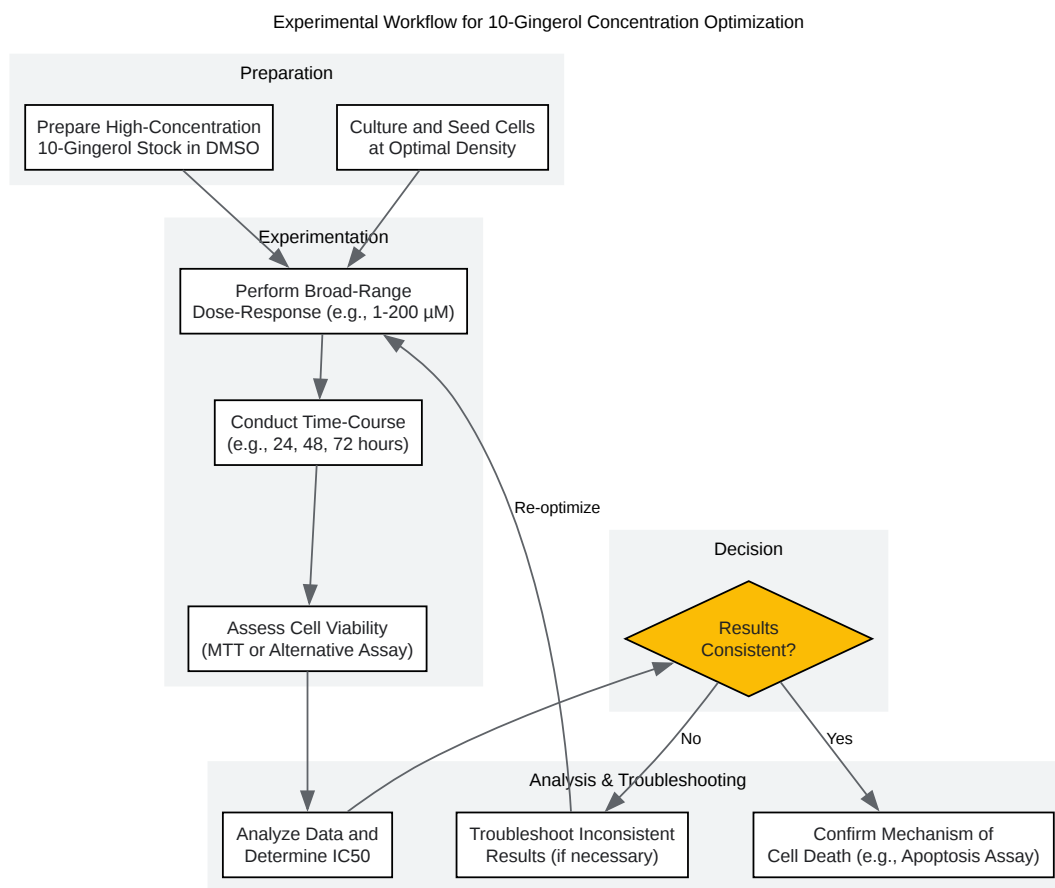 Experimental Workflow for 10-Gingerol Concentration Optimization
Preparation
Prepare High-Concentration
10-Gingerol Stock in DMSO
Culture and Seed Cells
at Optimal Density
Experimentation
Perform Broad-Range
Dose-Response (e.g., 1-200 µM)
Conduct Time-Course
(e.g., 24, 48, 72 hours)
Re-optimize
Decision
Results
Consistent?
Assess Cell Viability
(MTT or Alternative Assay)
No
Yes
Analysis & Troubleshooting
Analyze Data and
Determine IC50
Troubleshoot Inconsistent
Results (if necessary)
Confirm Mechanism of
Cell Death (e.g., Apoptosis Assay)